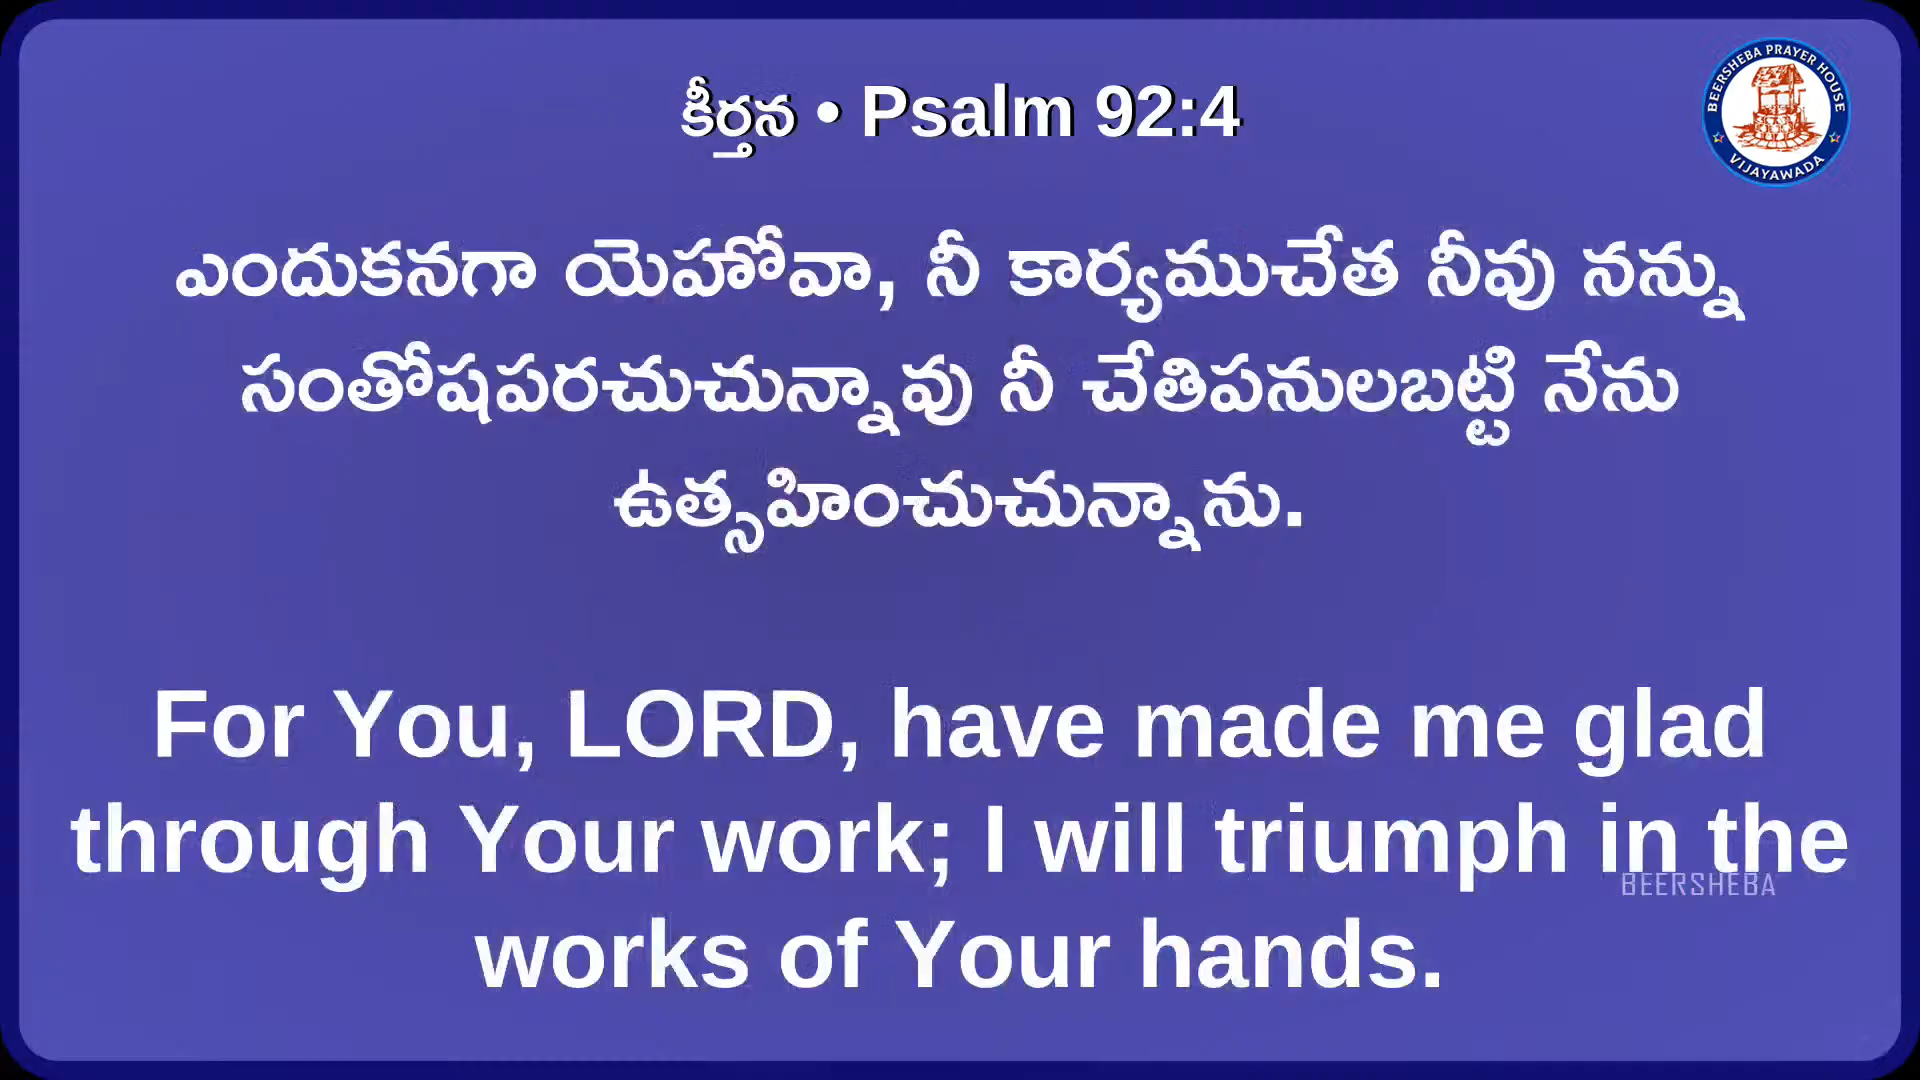 కీర్తన • Psalm 92:4
BEERSHEBA PRAYER HOUSE
VIJAYAWADA
ఎందుకనగా యెహోవా, నీ కార్యముచేత నీవు నన్ను
సంతోషపరచుచున్నావు నీ చేతిపనులబట్టి నేను
ఉత్సహించుచున్నాను.
For You, LORD, have made me glad
through Your work; I will triumph in the
BEERSHEBA
works of Your hands.